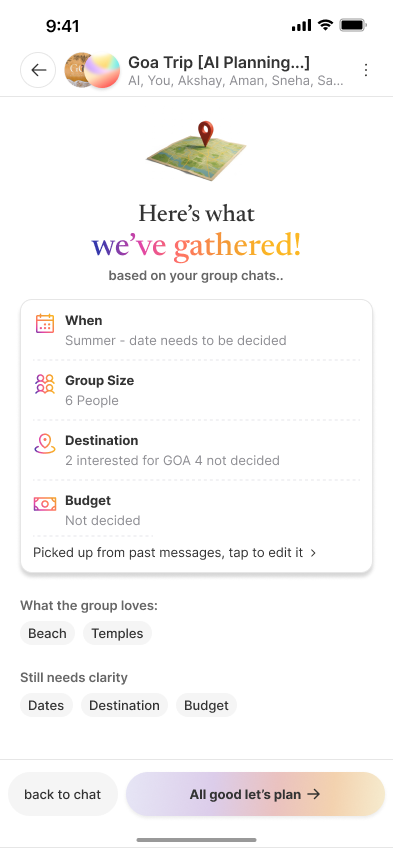 9:41
Goa Trip [AI Planning...]
AI, You, Akshay, Aman, Sneha, Sa...
Here’s what
we’ve gathered!
based on your group chats..
When
Summer - date needs to be decided
Group Size
6 People
Destination
2 interested for GOA 4 not decided
Budget
Not decided
Picked up from past messages, tap to edit it
What the group loves:
Beach
Temples
Still needs clarity
Dates
Destination
Budget
back to chat
All good let’s plan